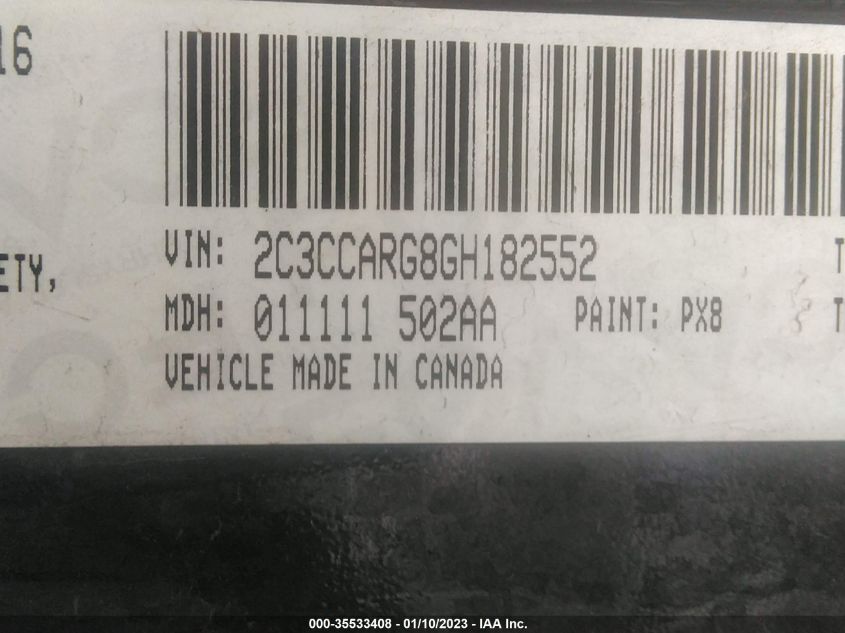 16
VIN: 2C3CCARG8GH182552
ETY,
MDH: 011111 502AA PAINT: PX8
VEHICLE MADE IN CANADA
000-35533408 - 01/10/2023 - IAA Inc.